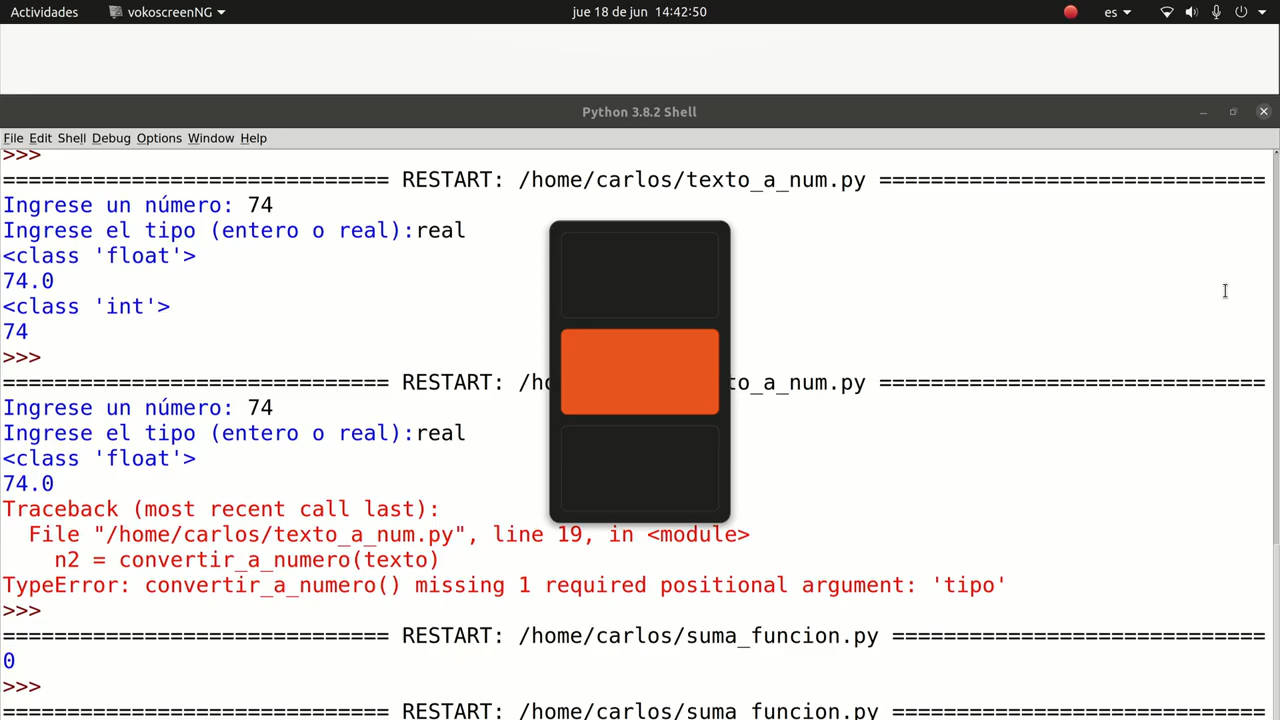 Actividades vokoscreenNG jue 18 de jun 14:42:50 es
Python 3.8.2 Shell
File Edit Shell Debug Options Window Help
>>>
============================== RESTART: /home/carlos/texto_a_num.py ==============================
Ingrese un número: 74
Ingrese el tipo (entero o real):real
<class 'float'>
74.0
<class 'int'>
74
>>>
============================== RESTART: /ho to_a_num.py ==============================
Ingrese un número: 74
Ingrese el tipo (entero o real):real
<class 'float'>
74.0
Traceback (most recent call last):
  File "/home/carlos/texto_a_num.py", line 19, in <module>
    n2 = convertir_a_numero(texto)
TypeError: convertir_a_numero() missing 1 required positional argument: 'tipo'
>>>
============================== RESTART: /home/carlos/suma_funcion.py =============================
0
>>>
============================== RESTART: /home/carlos/suma_funcion.py =============================